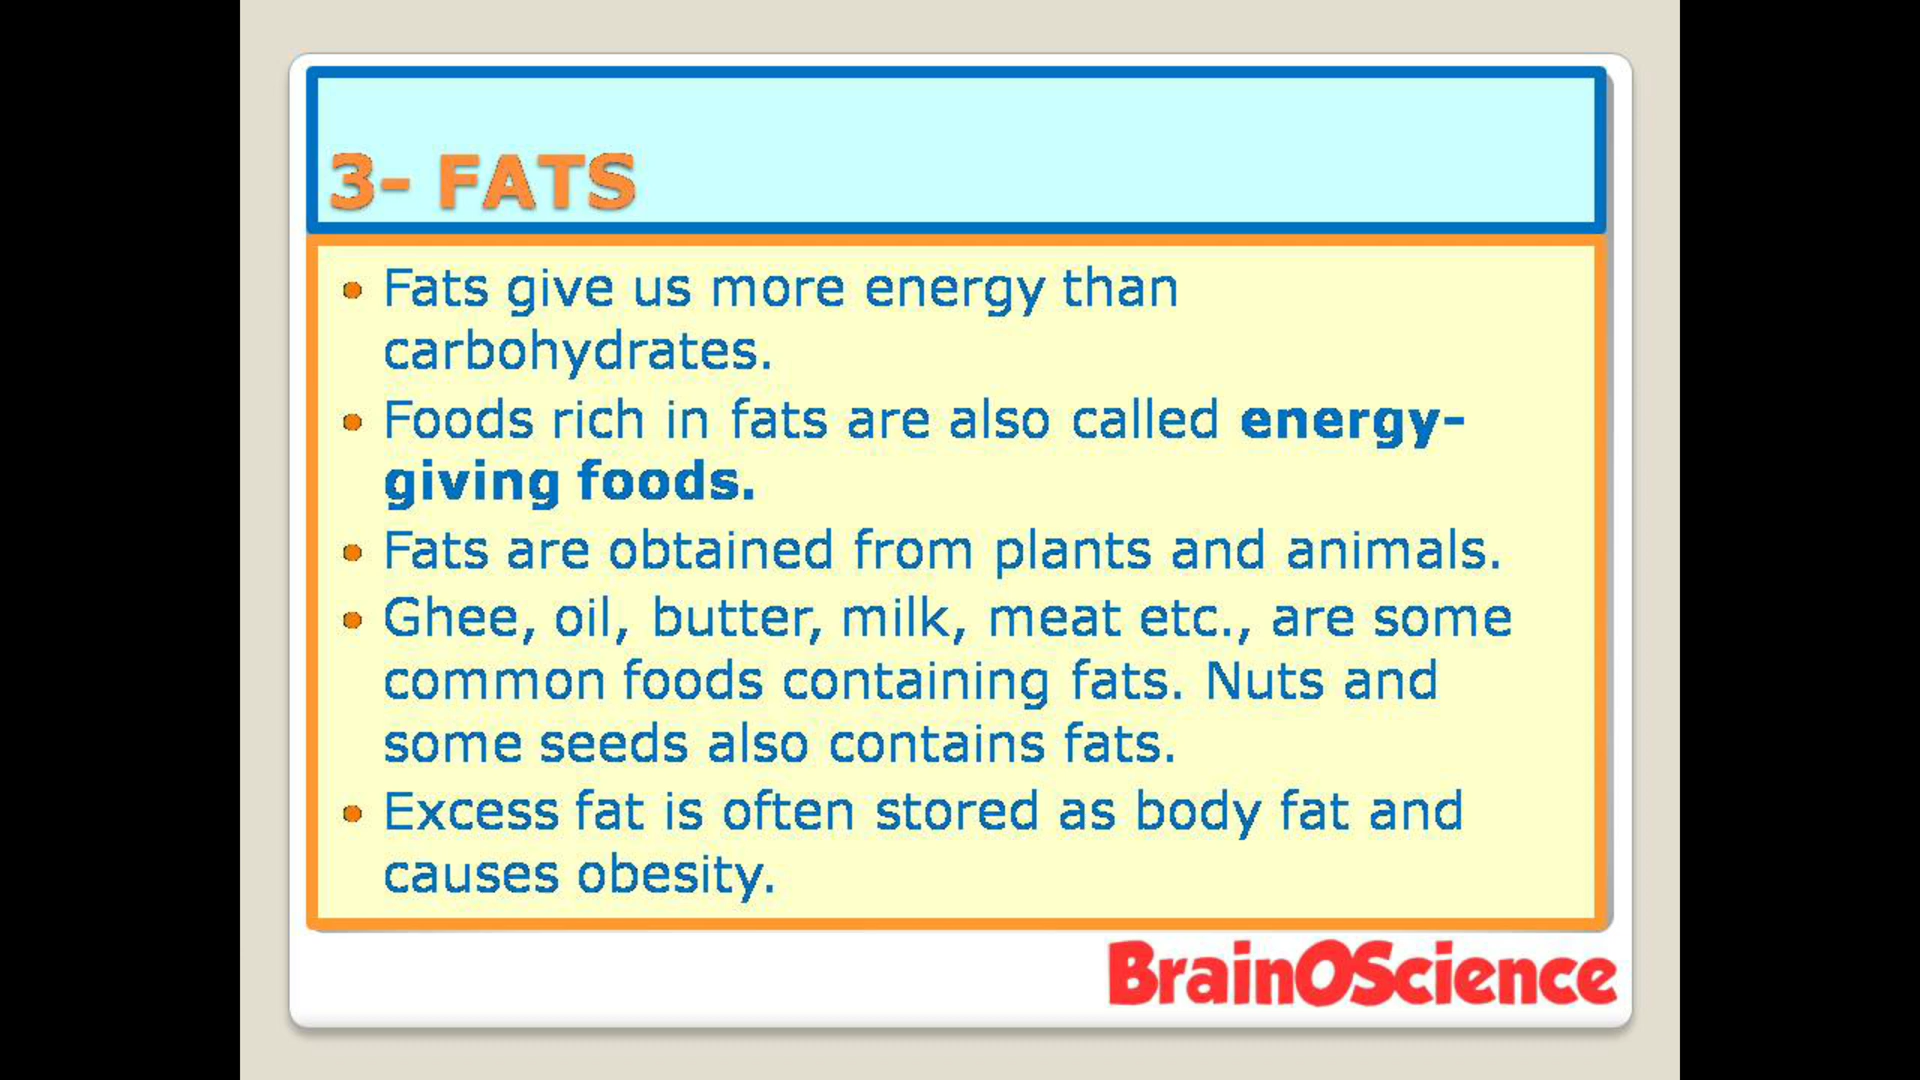 3- FATS
• Fats give us more energy than
carbohydrates.
• Foods rich in fats are also called energy-
giving foods.
• Fats are obtained from plants and animals.
• Ghee, oil, butter, milk, meat etc., are some
common foods containing fats. Nuts and
some seeds also contains fats.
• Excess fat is often stored as body fat and
causes obesity.
BrainOScience